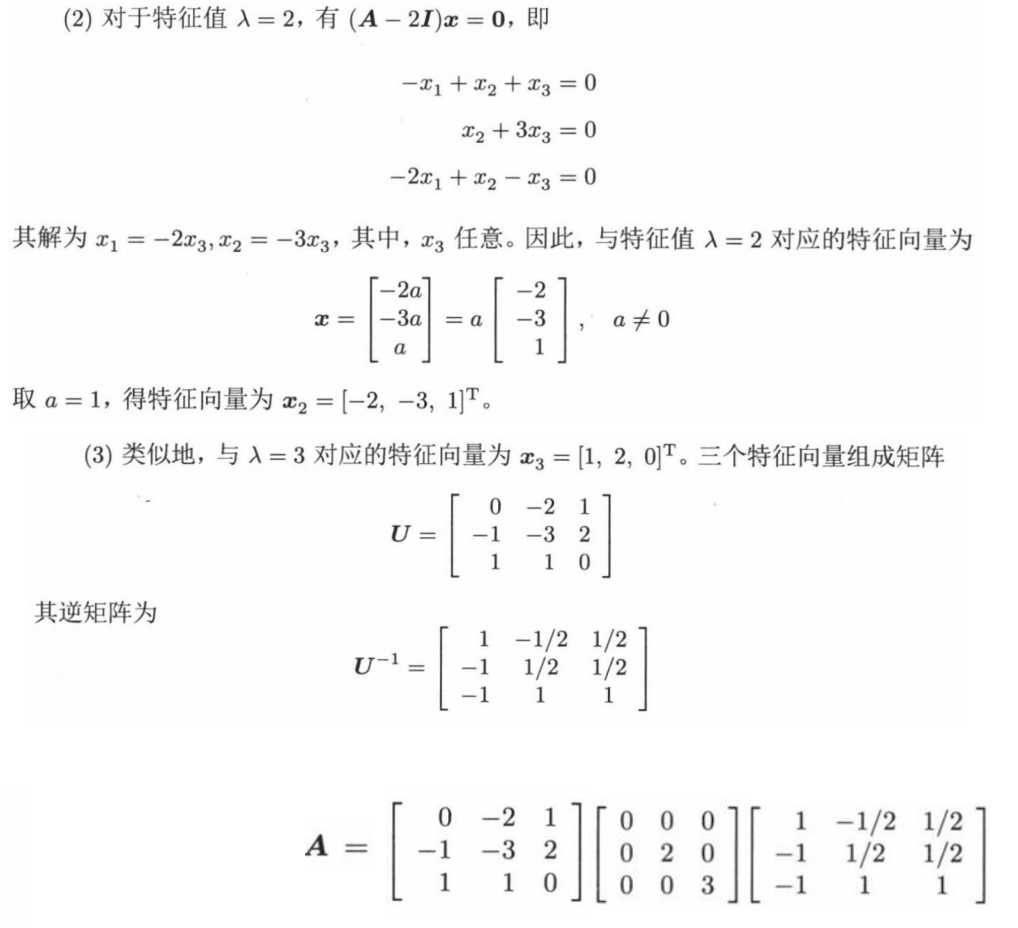 (2) 对于特征值 λ = 2，有 (A − 2I)x = 0，即
−x₁ + x₂ + x₃ = 0
x₂ + 3x₃ = 0
−2x₁ + x₂ − x₃ = 0
其解为 x₁ = −2x₃, x₂ = −3x₃，其中，x₃ 任意。因此，与特征值 λ = 2 对应的特征向量为
x = [−2a; −3a; a] = a [−2; −3; 1], a ≠ 0
取 a = 1，得特征向量为 x₂ = [−2, −3, 1]ᵀ。
(3) 类似地，与 λ = 3 对应的特征向量为 x₃ = [1, 2, 0]ᵀ。三个特征向量组成矩阵
U = [0 −2 1; −1 −3 2; 1 1 0]
其逆矩阵为
U⁻¹ = [1 −1/2 1/2; −1 1/2 1/2; −1 1 1]
A = [0 −2 1; −1 −3 2; 1 1 0] [0 0 0; 0 2 0; 0 0 3] [1 −1/2 1/2; −1 1/2 1/2; −1 1 1]